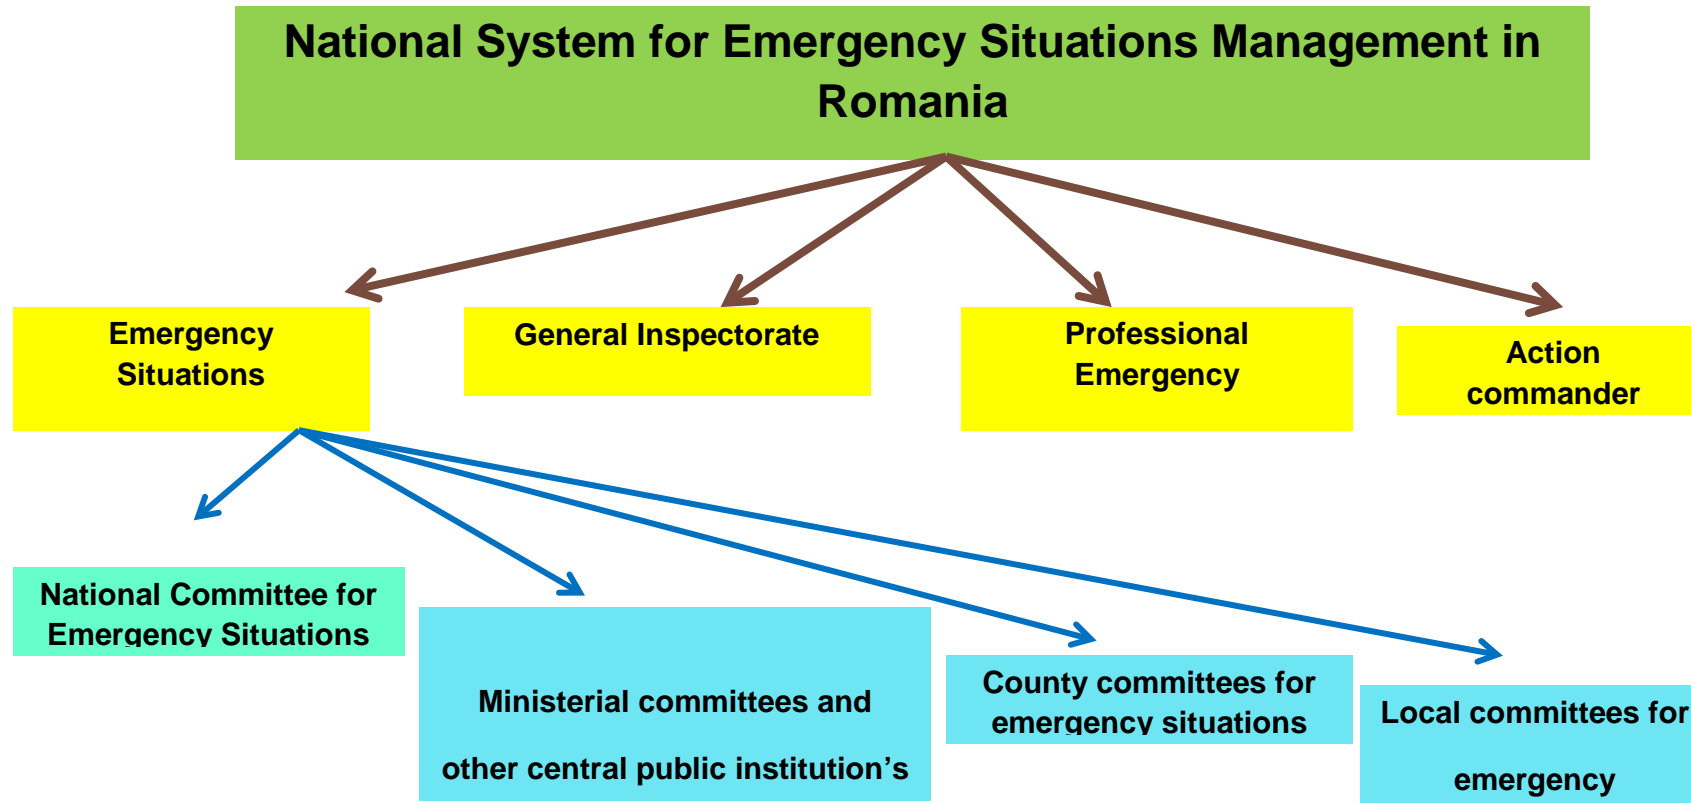 National System for Emergency Situations Management in
Romania
Emergency
Situations
General Inspectorate
Professional
Emergency
Action
commander
National Committee for
Emergency Situations
Ministerial committees and
other central public institution’s
County committees for
emergency situations
Local committees for
emergency